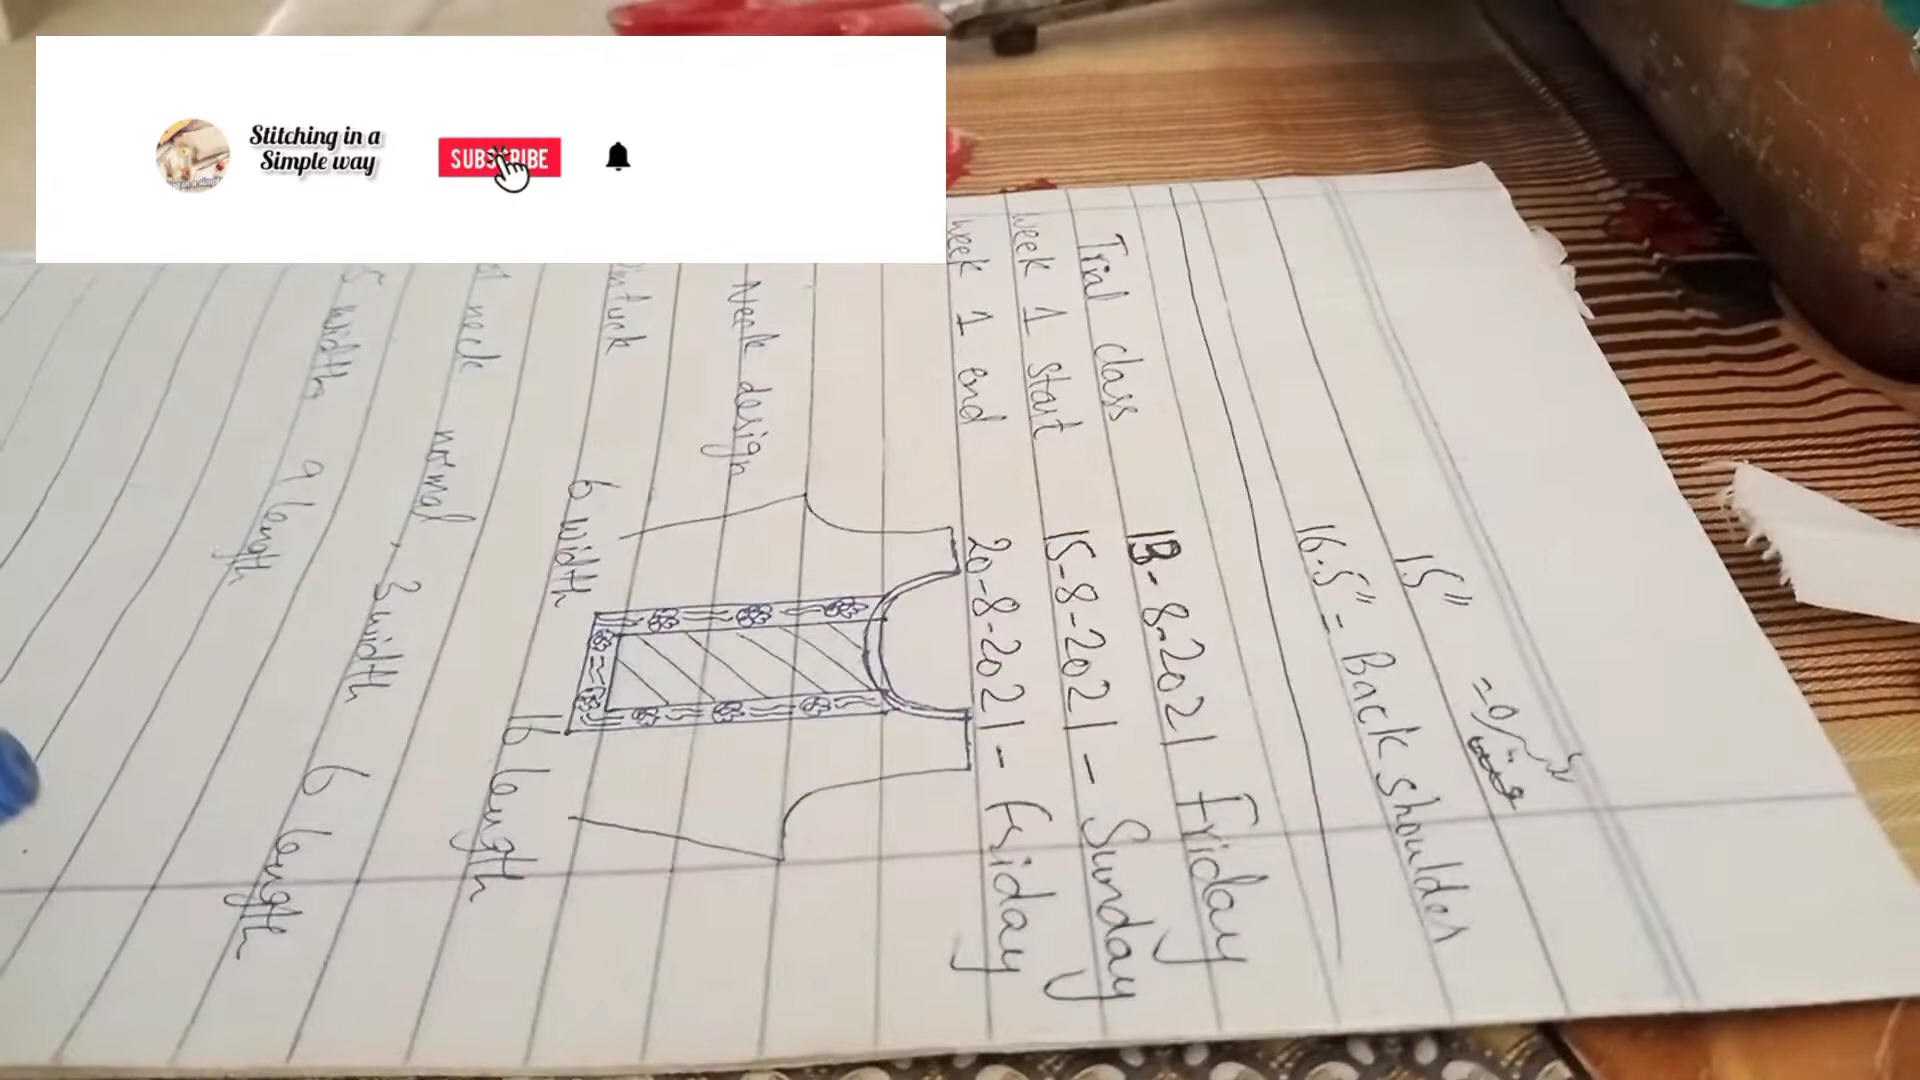 Stitching in a
Simple way
SUBSCRIBE
15"
16.5" = Back shoulder
Trial class 13-8-2021 Friday
week 1 start 15-8-2021 - Sunday
week 1 end 20-8-2021 - Friday
Neck design
6 width
16 length
neck normal - 3 width 6 length
5 width 9 length